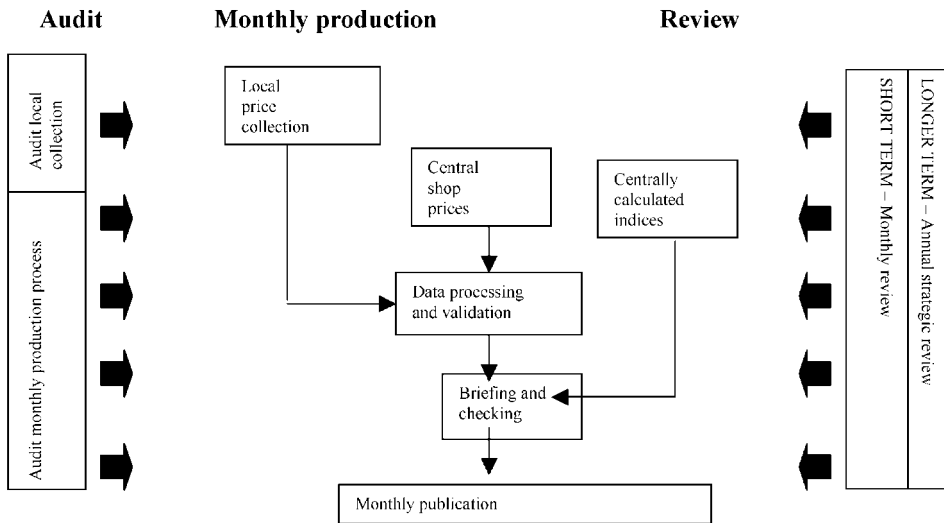 Audit
Monthly production
Review
Audit local
collection
Audit monthly production process
Local
price
collection
Central
shop
prices
Centrally
calculated
indices
Data processing
and validation
Briefing and
checking
Monthly publication
SHORT TERM – Monthly review
LONGER TERM – Annual strategic review